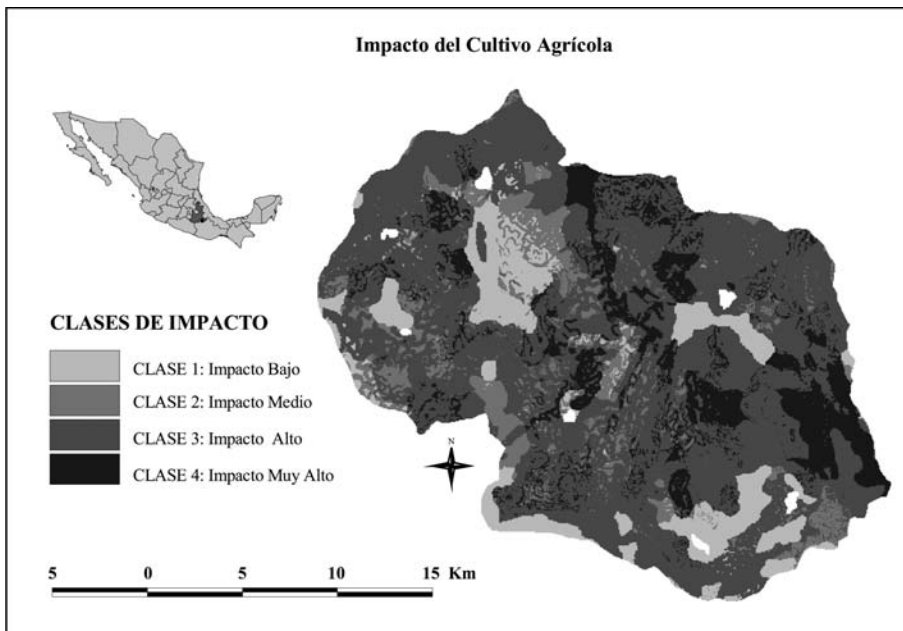 Impacto del Cultivo Agrícola
CLASES DE IMPACTO
CLASE 1: Impacto Bajo
CLASE 2: Impacto Medio
CLASE 3: Impacto Alto
CLASE 4: Impacto Muy Alto
N
5 0 5 10 15 Km